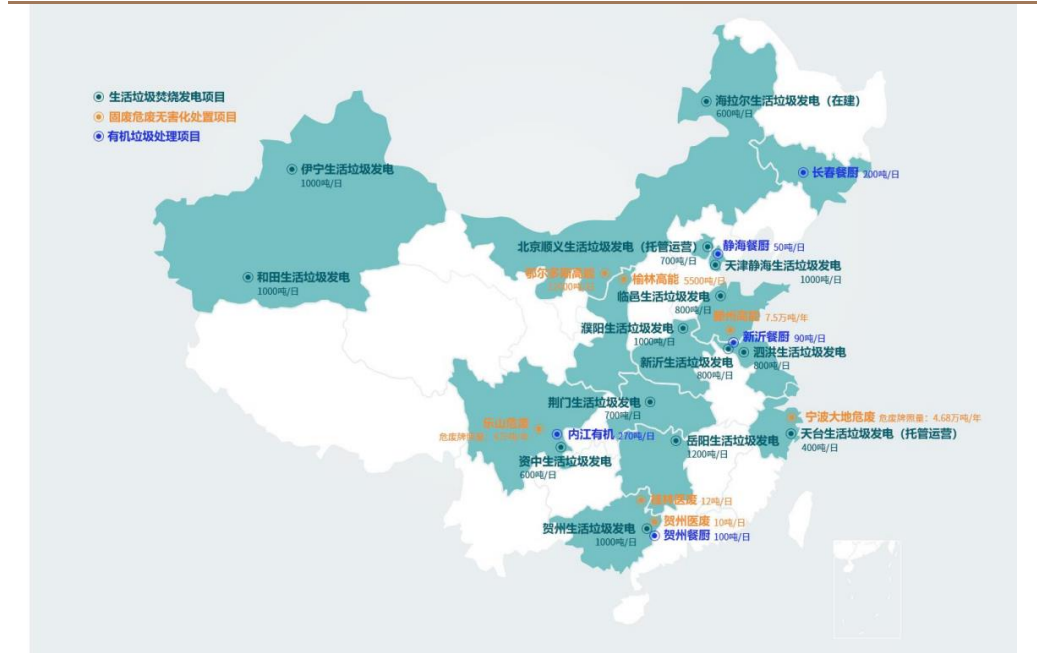 生活垃圾焚烧发电项目
固废危废无害化处置项目
有机垃圾处理项目
海拉尔生活垃圾发电（在建）
600吨/日
伊宁生活垃圾发电
1000吨/日
长春餐厨 200吨/日
北京顺义生活垃圾发电（托管运营）
700吨/日
静海餐厨 50吨/日
天津静海生活垃圾发电
1000吨/日
和田生活垃圾发电
1000吨/日
榆林高能 5500吨/日
临邑生活垃圾发电
800吨/日
7.5万吨/年
濮阳生活垃圾发电
1000吨/日
新沂餐厨 90吨/日
新沂生活垃圾发电
800吨/日
泗洪生活垃圾发电
800吨/日
荆门生活垃圾发电
700吨/日
宁波大地危废 危废牌照量：4.68万吨/年
天台生活垃圾发电（托管运营）
400吨/日
内江有机 270吨/日
岳阳生活垃圾发电
1200吨/日
资中生活垃圾发电
600吨/日
桂林医废 12吨/日
贺州医废 10吨/日
贺州生活垃圾发电
1000吨/日
贺州餐厨 100吨/日